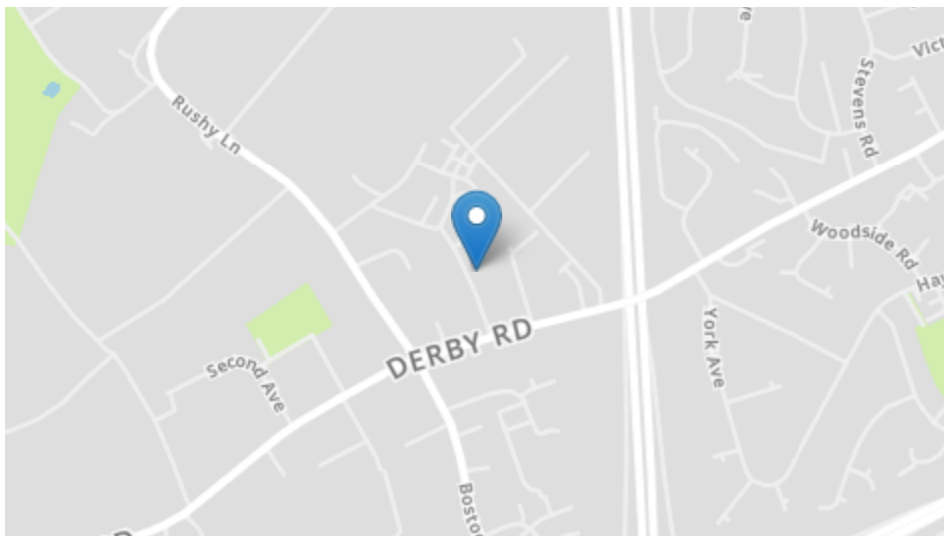 Rushy Ln
Stevens Rd
Woodside Rd
DERBY RD
York Ave
Second Ave